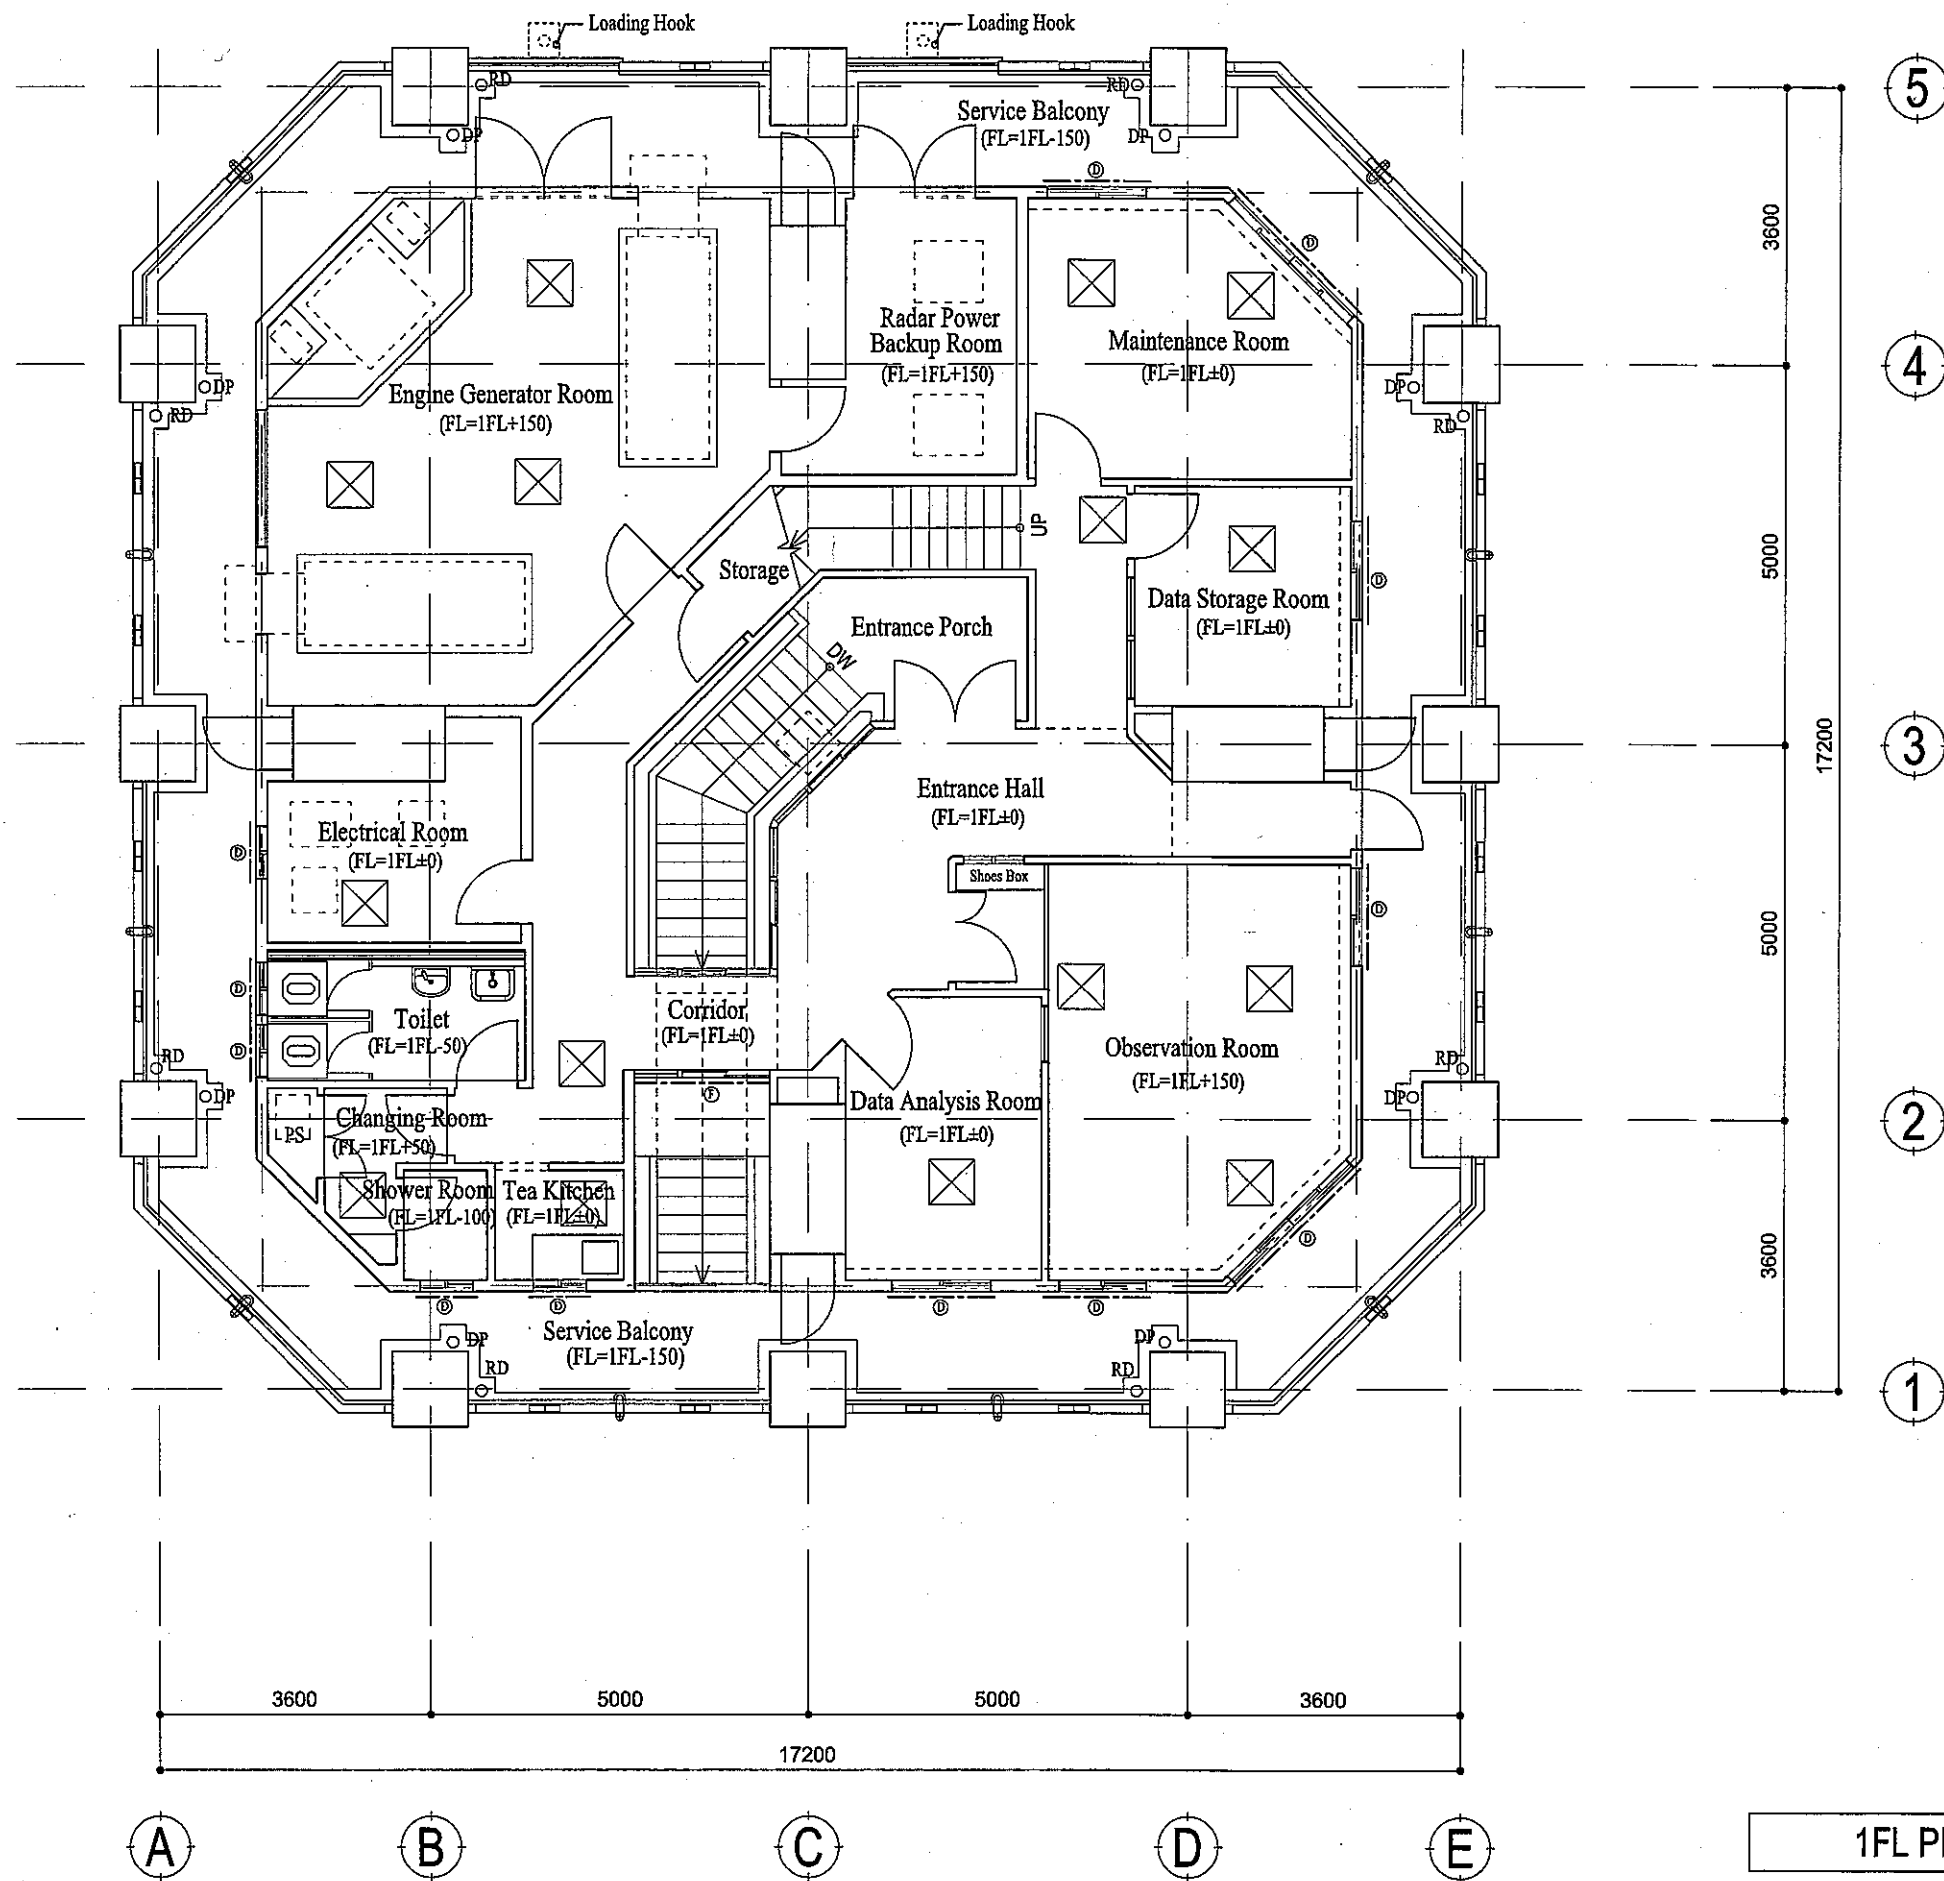 Loading Hook
Loading Hook
5
RD
RD
Service Balcony
(FL=1FL-150)
DP
DP
D
D
3600
Radar Power
Backup Room
(FL=1FL+150)
Maintenance Room
(FL=1FL±0)
4
Engine Generator Room
(FL=1FL+150)
DP
RD
DP
RD
UP
Storage
5000
D
Data Storage Room
(FL=1FL±0)
Entrance Porch
DW
17200
3
Entrance Hall
(FL=1FL±0)
Electrical Room
(FL=1FL±0)
D
Shoes Box
D
5000
D
Toilet
(FL=1FL-50)
D
Corridor
(FL=1FL±0)
Observation Room
(FL=1FL+150)
RD
DP
RD
DP
F
Data Analysis Room
(FL=1FL±0)
2
PS
Changing Room
(FL=1FL+50)
Shower Room
(FL=1FL-100)
Tea Kitchen
(FL=1FL±0)
D
3600
D
D
D
D
Service Balcony
(FL=1FL-150)
DP
RD
DP
RD
1
3600
5000
5000
3600
17200
A
B
C
D
E